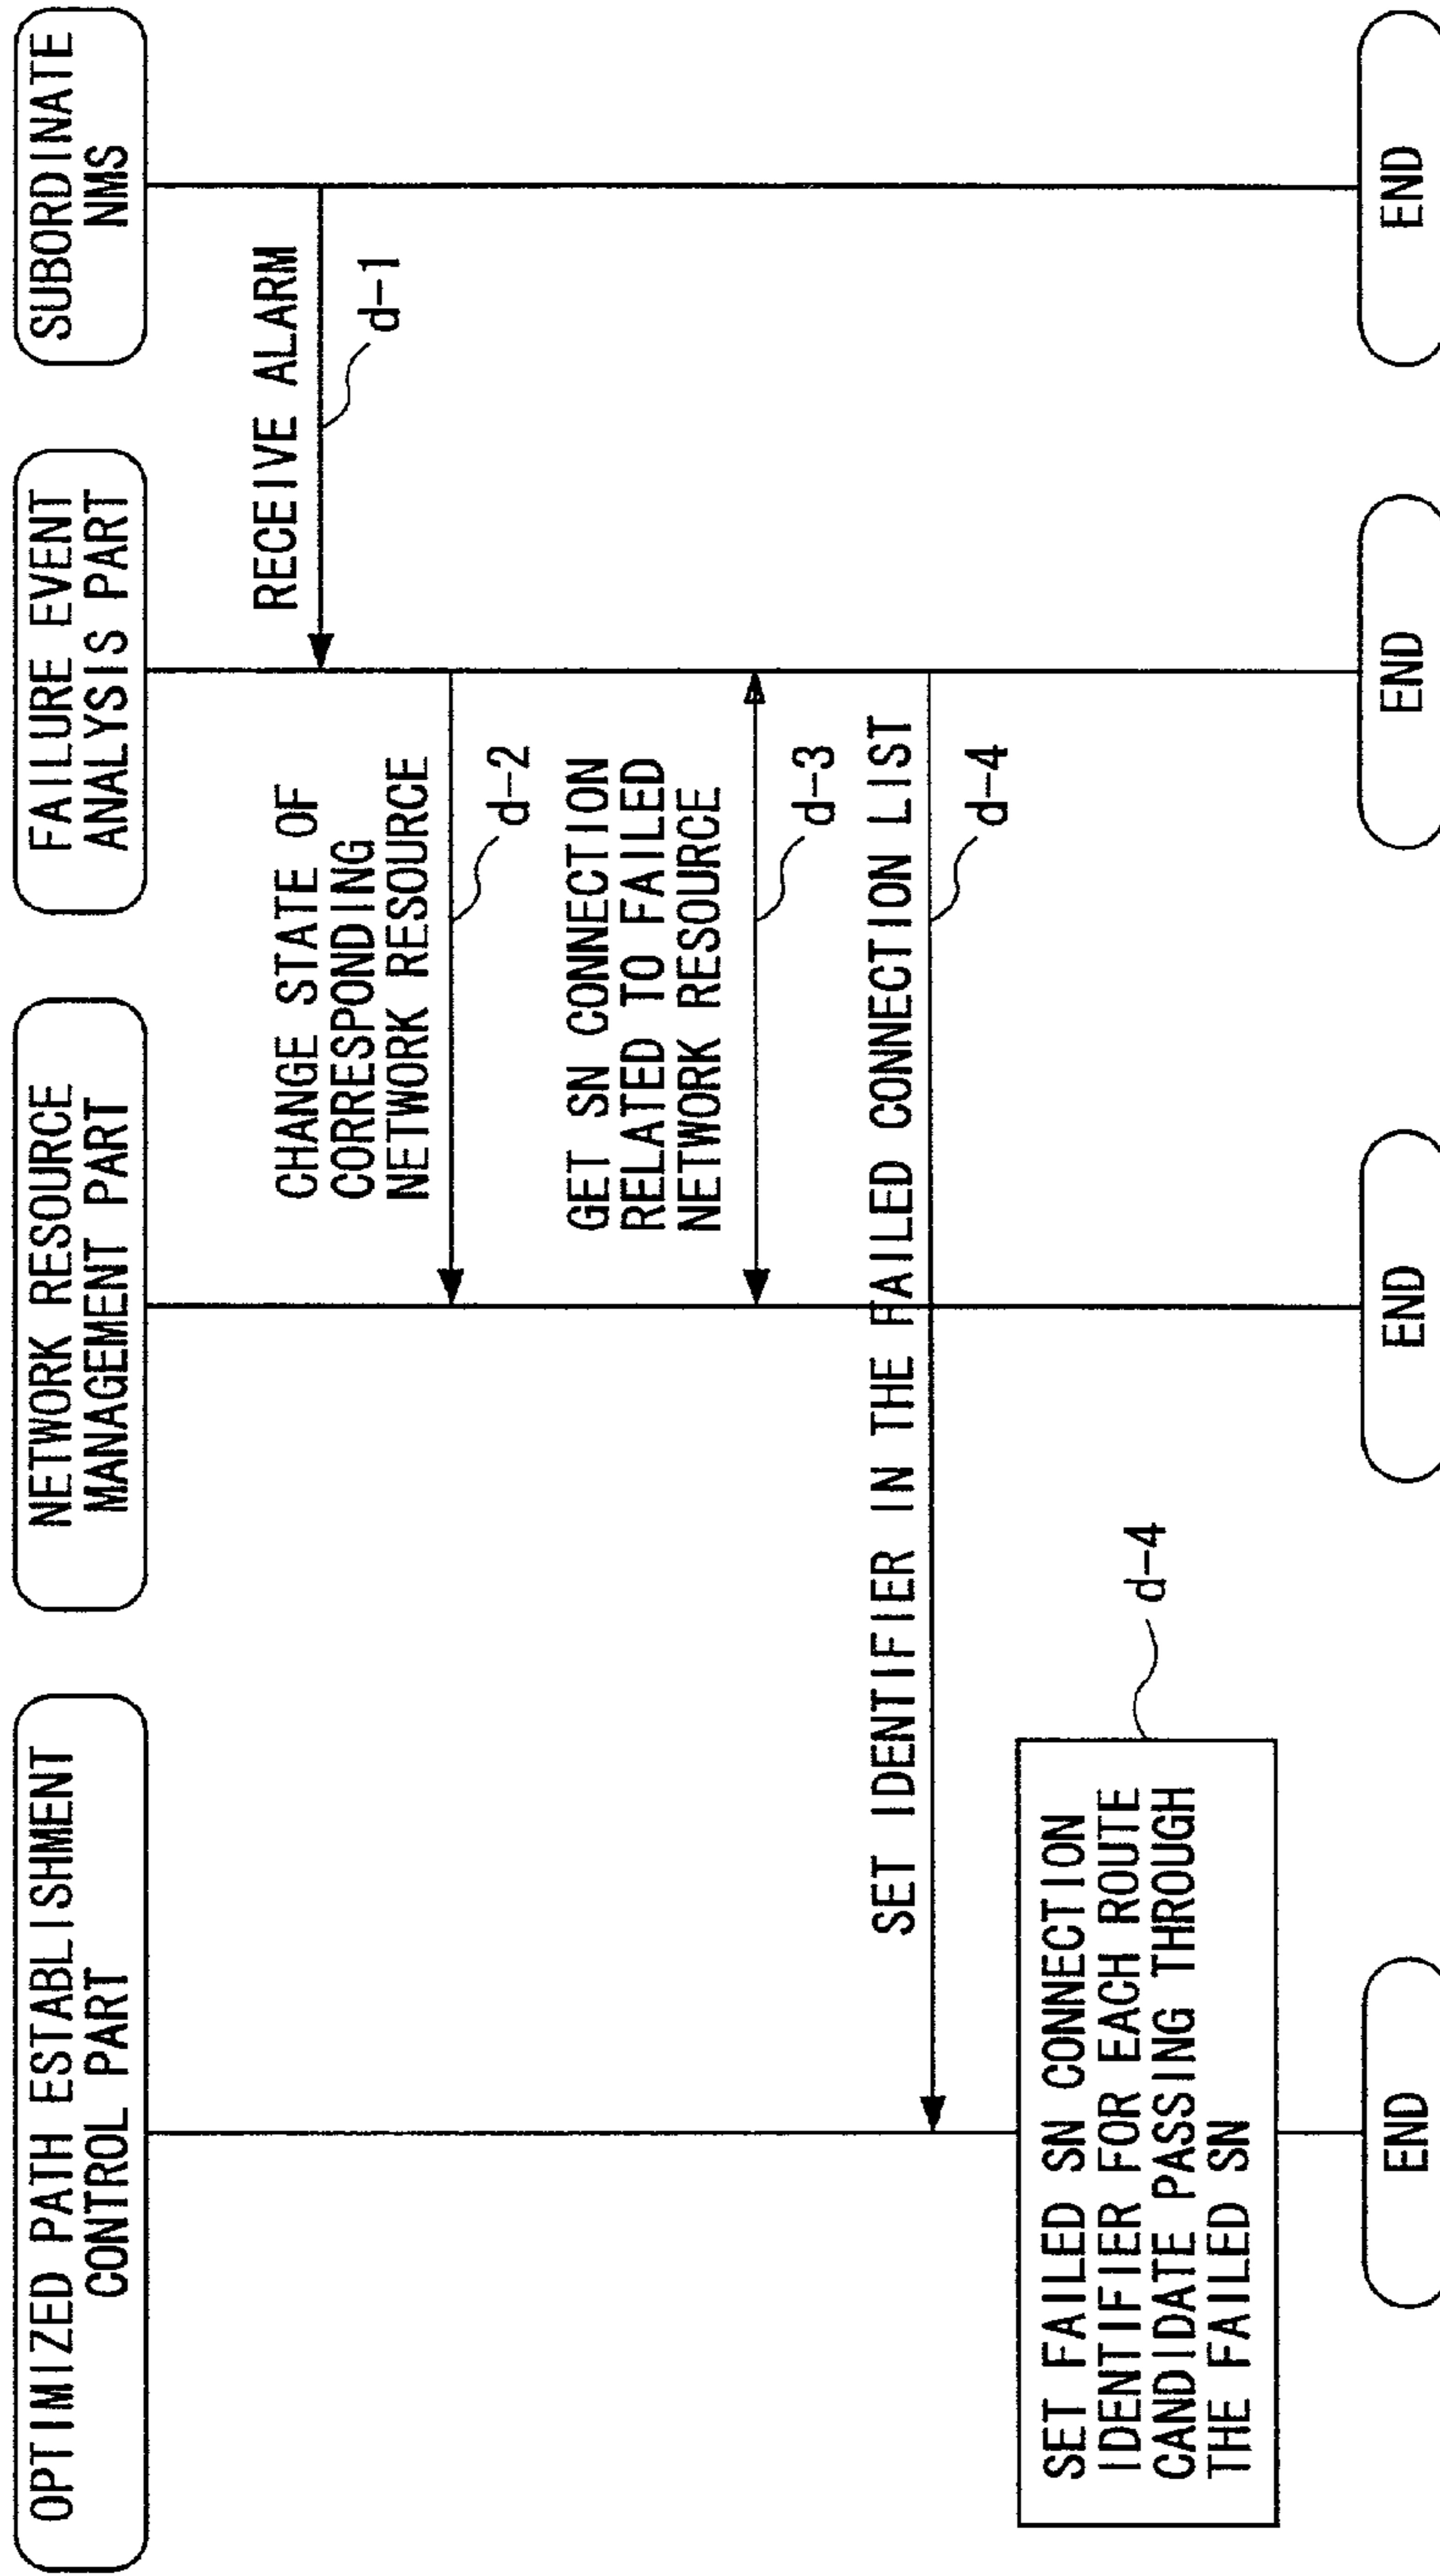 OPTIMIZED PATH ESTABLISHMENT
CONTROL PART
NETWORK RESOURCE
MANAGEMENT PART
FAILURE EVENT
ANALYSIS PART
SUBORDINATE
NMS
RECEIVE ALARM
d-1
CHANGE STATE OF
CORRESPONDING
NETWORK RESOURCE
d-2
GET SN CONNECTION
RELATED TO FAILED
NETWORK RESOURCE
d-3
SET IDENTIFIER IN THE FAILED CONNECTION LIST
d-4
SET FAILED SN CONNECTION
IDENTIFIER FOR EACH ROUTE
CANDIDATE PASSING THROUGH
THE FAILED SN
d-4
END
END
END
END